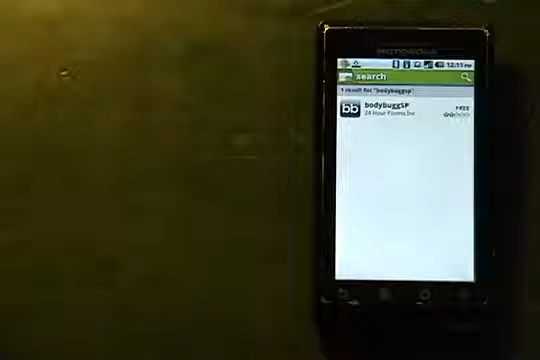 MOTOROLA
12:11 PM
search
1 result for "bodybuggsp"
bb
bodybuggSP
FREE
24 Hour Fitness Inc.